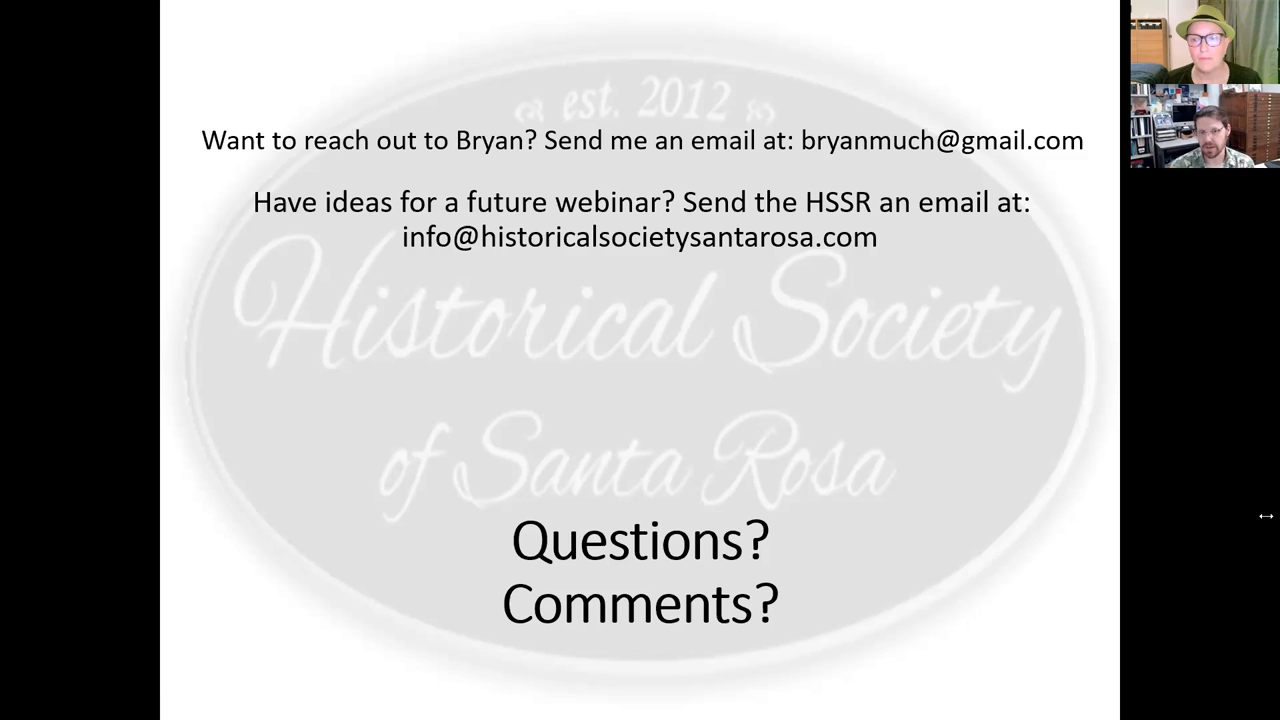 est. 2012
Want to reach out to Bryan? Send me an email at: bryanmuch@gmail.com
Have ideas for a future webinar? Send the HSSR an email at:
info@historicalsocietysantarosa.com
Historical Society
of Santa Rosa
Questions?
Comments?